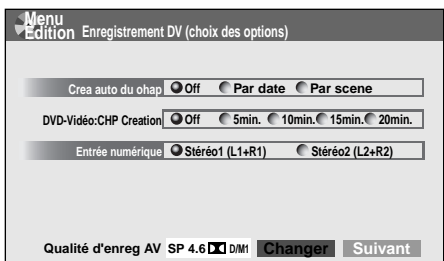 Menu
Edition Enregistrement DV (choix des options)
Crea auto du ohap Off Par date Par scene
DVD-Vidéo:CHP Creation Off 5min. 10min. 15min. 20min.
Entrée numérique Stéréo1 (L1+R1) Stéréo2 (L2+R2)
Qualité d'enreg AV SP 4.6 D/M1 Changer Suivant